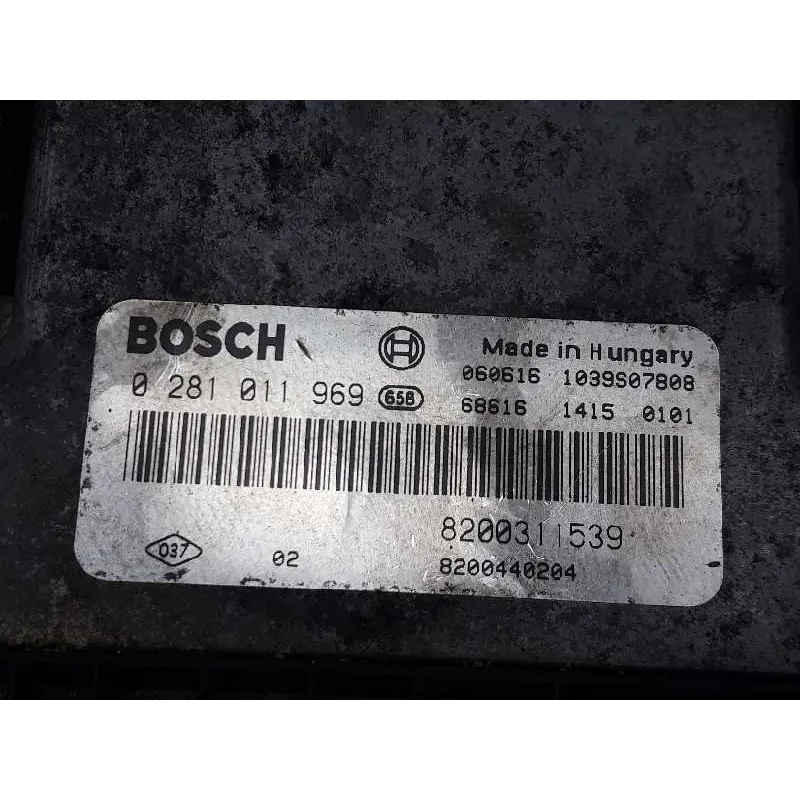 BOSCH
Made in Hungary
060616 1039S07808
0 281 011 969 658
68616 1415 0101
8200311539
037
02
8200440204